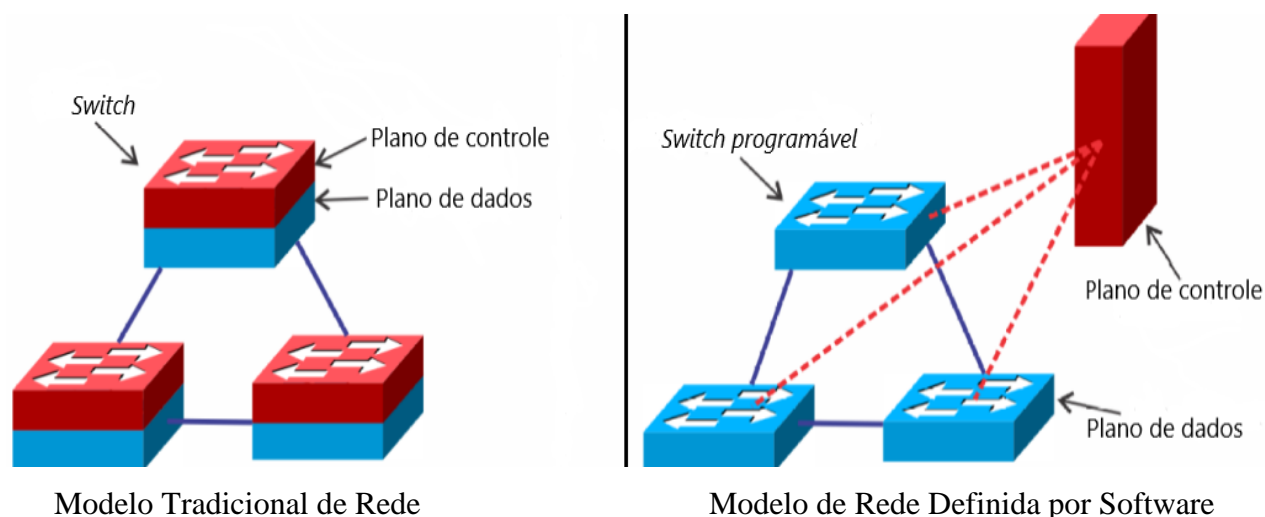 Switch
Plano de controle
Plano de dados
Switch programável
Plano de controle
Plano de dados
Modelo Tradicional de Rede
Modelo de Rede Definida por Software